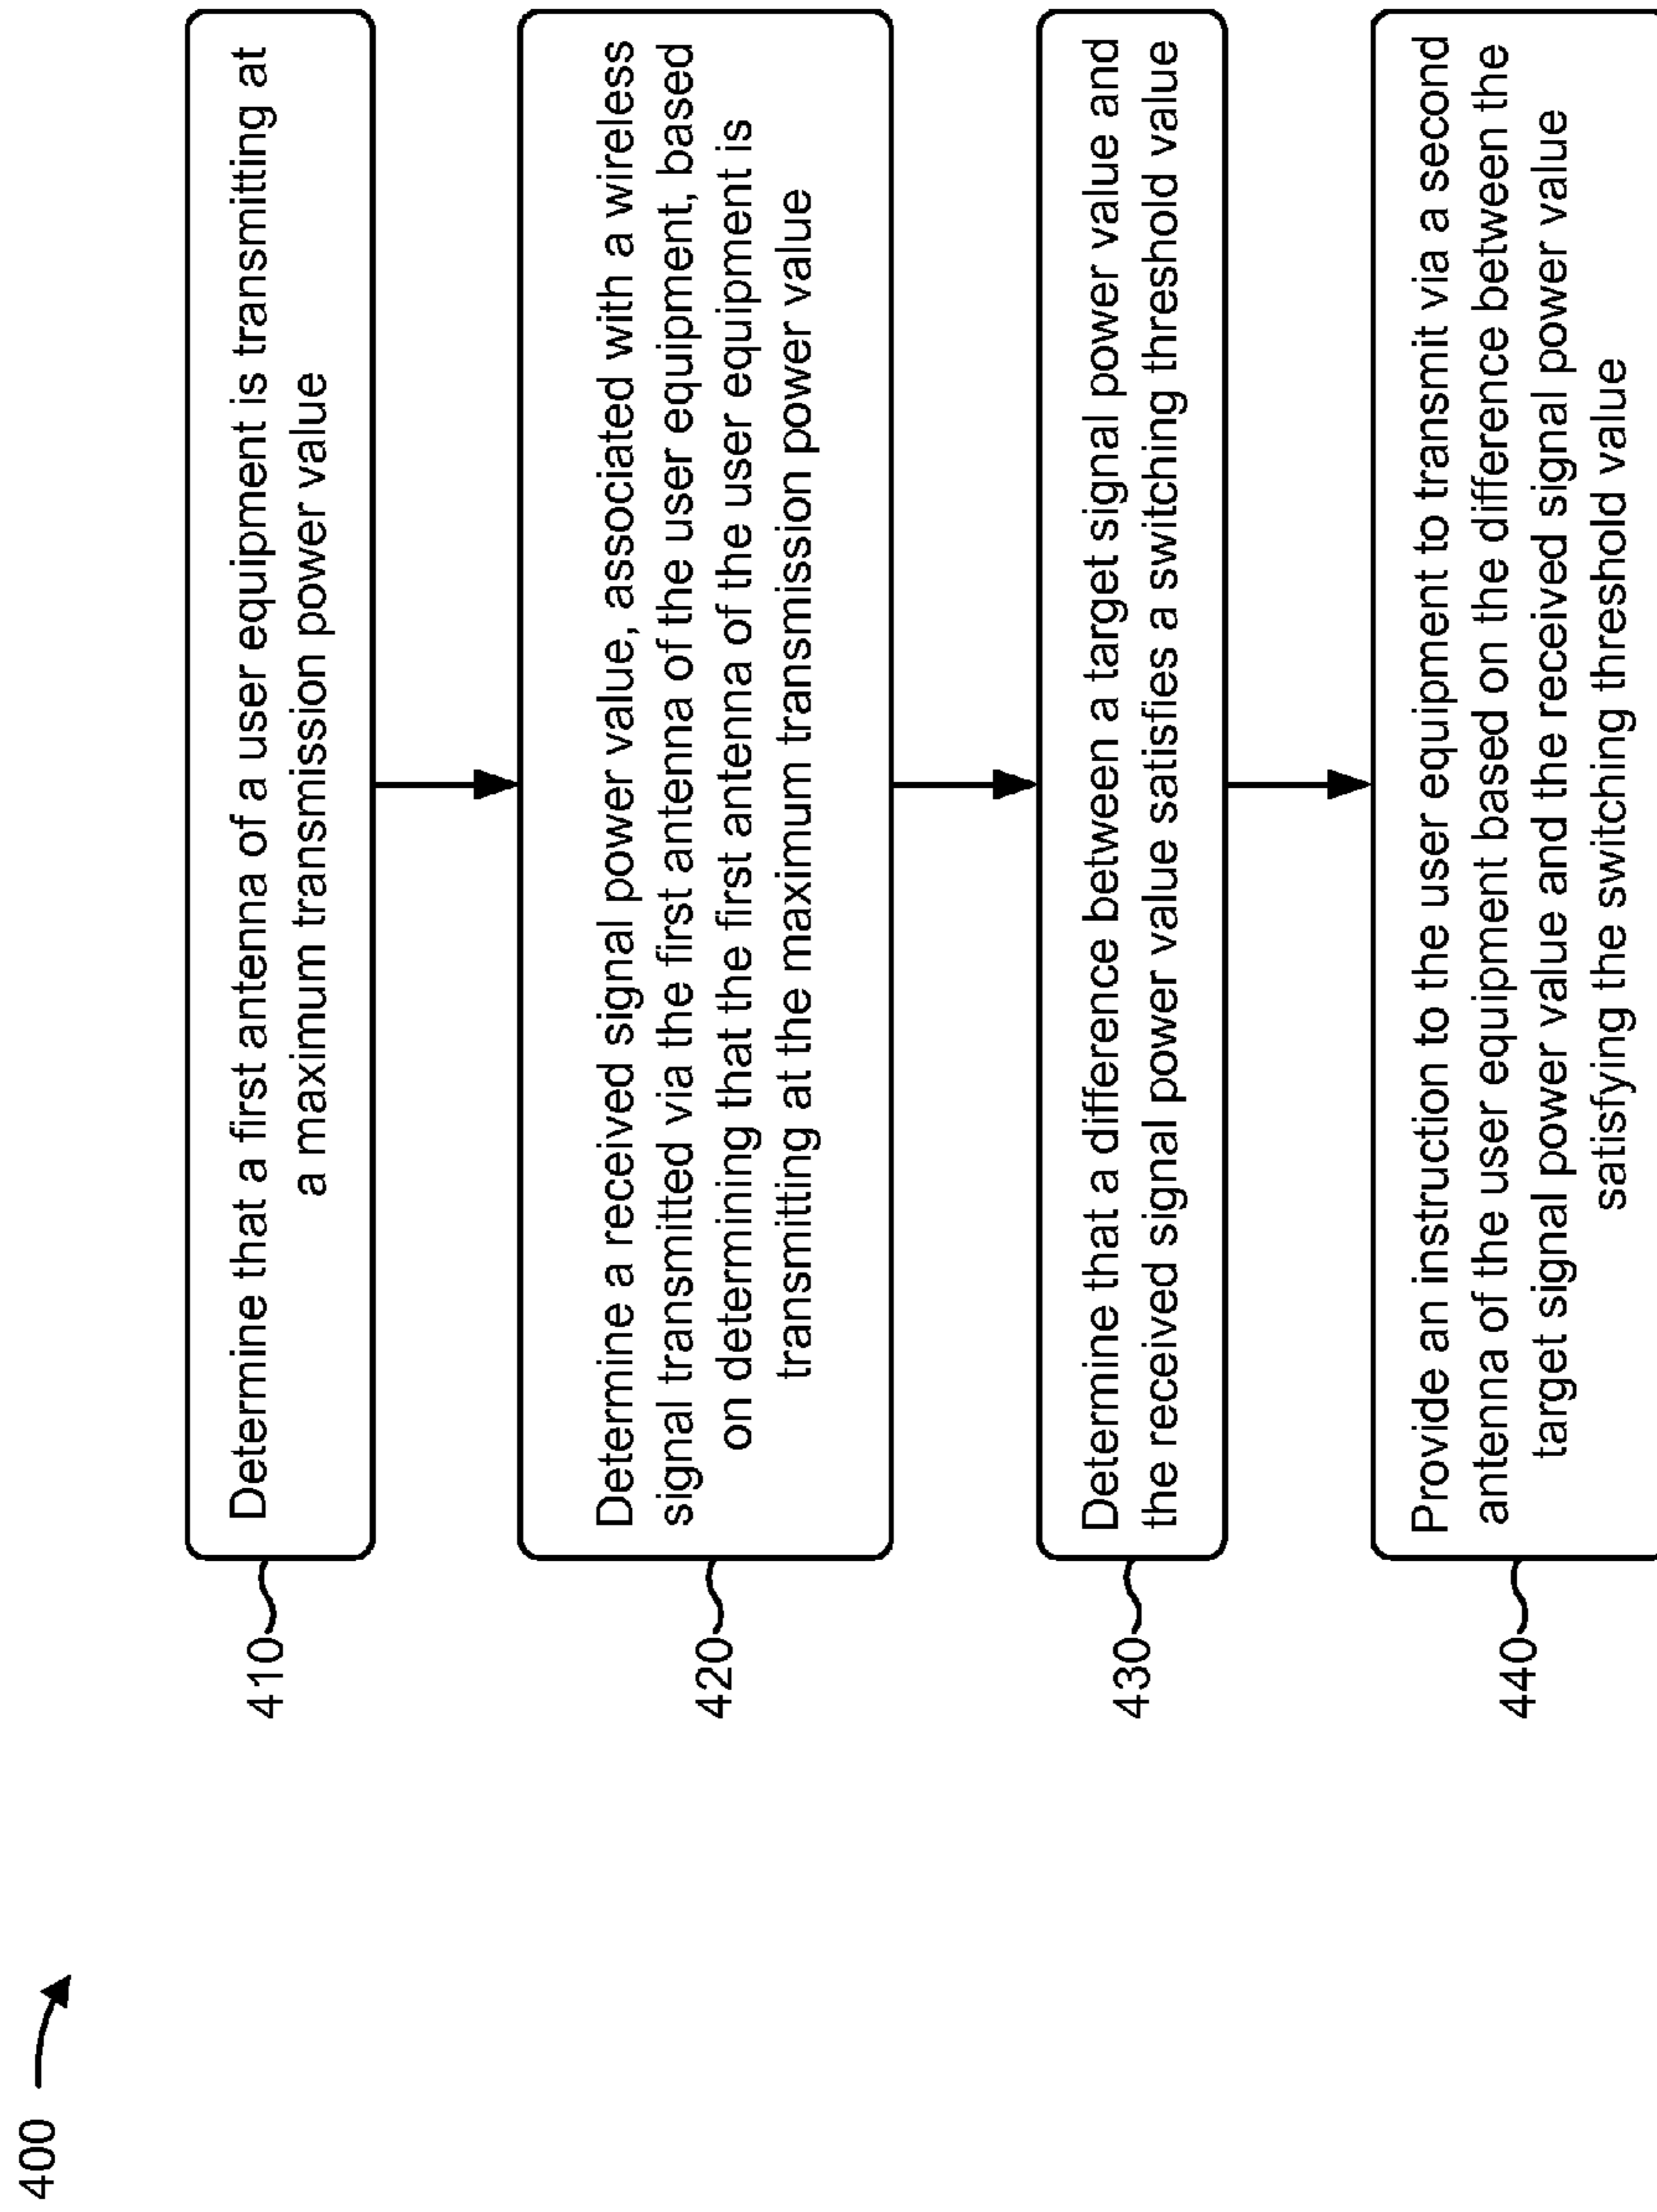 400
410
Determine that a first antenna of a user equipment is transmitting at
a maximum transmission power value
420
Determine a received signal power value, associated with a wireless
signal transmitted via the first antenna of the user equipment, based
on determining that the first antenna of the user equipment is
transmitting at the maximum transmission power value
430
Determine that a difference between a target signal power value and
the received signal power value satisfies a switching threshold value
440
Provide an instruction to the user equipment to transmit via a second
antenna of the user equipment based on the difference between the
target signal power value and the received signal power value
satisfying the switching threshold value